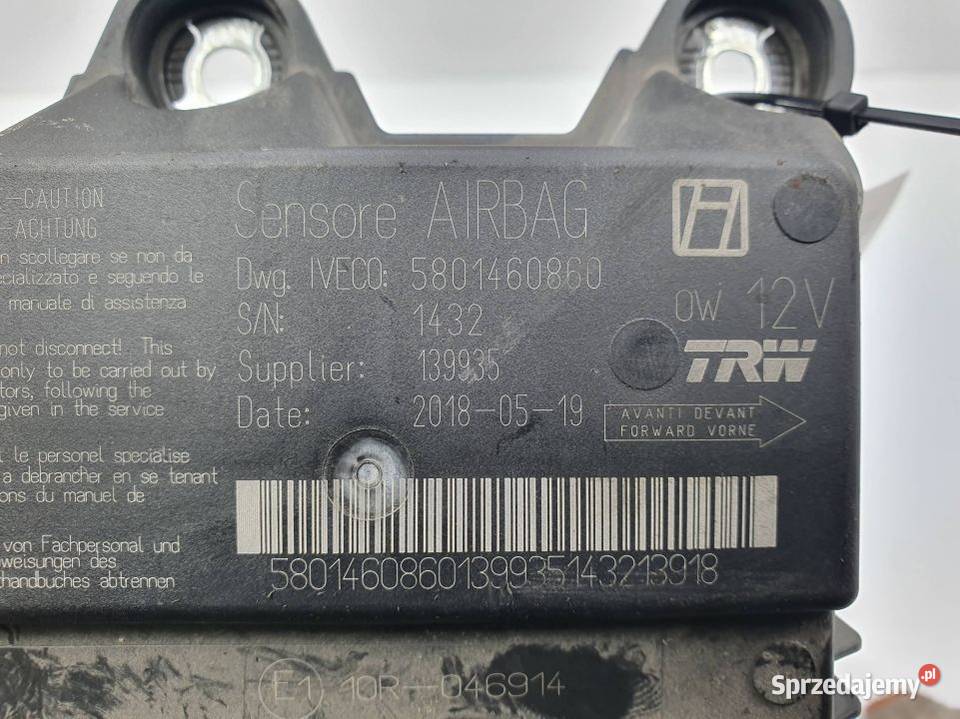 -CAUTION
-ACHTUNG
n scollegare se non da
ecializzato e seguendo le
manuale di assistenza
not disconnect! This
only to be carried out by
tors, following the
given in the service
le personel specialise
a debrancher en se tenant
ons du manuel de
von Fachpersonal und
weisungen des
handbuches abtrennen
Sensore AIRBAG
Dwg. IVECO: 5801460860
S/N: 1432
Supplier: 139935
Date: 2018-05-19
0W 12V
TRW
AVANTI DEVANT
FORWARD VORNE
5801460860139935143213918
E1 10R-046914
Sprzedajemy.pl